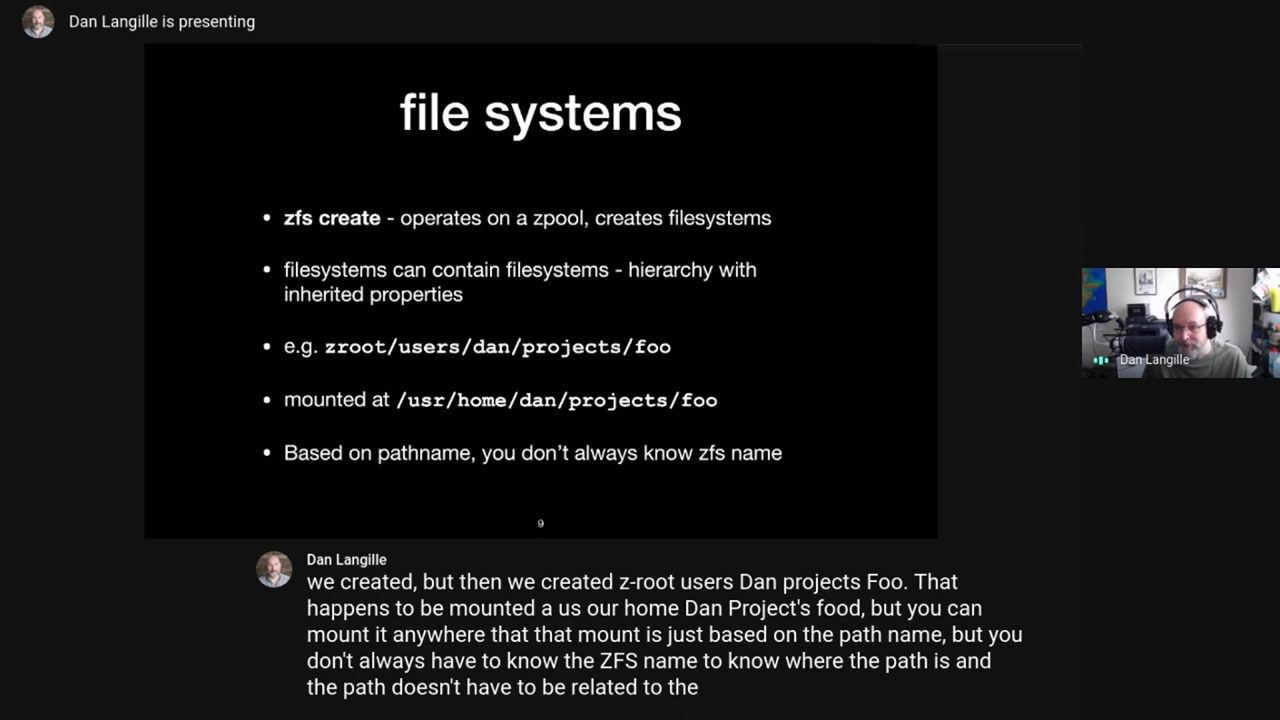 Dan Langille is presenting
file systems
• zfs create - operates on a zpool, creates filesystems
• filesystems can contain filesystems - hierarchy with
inherited properties
• e.g. zroot/users/dan/projects/foo
• mounted at /usr/home/dan/projects/foo
• Based on pathname, you don’t always know zfs name
9
Dan Langille
Dan Langille
we created, but then we created z-root users Dan projects Foo. That
happens to be mounted a us our home Dan Project's food, but you can
mount it anywhere that that mount is just based on the path name, but you
don't always have to know the ZFS name to know where the path is and
the path doesn't have to be related to the